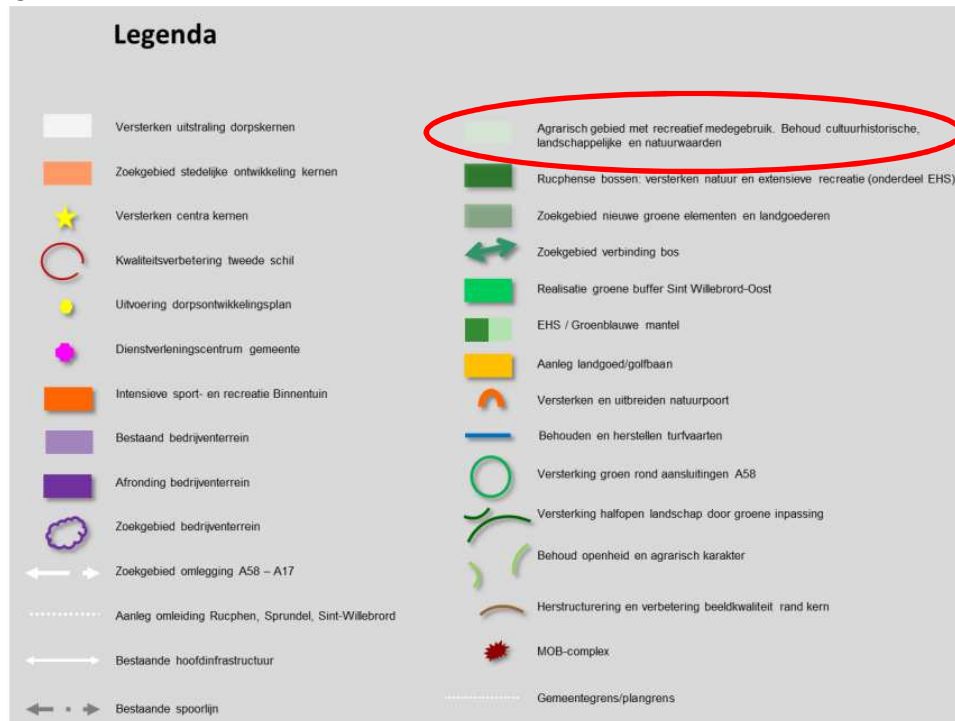 Legenda
Versterken uitstraling dorpskernen
Zoekgebied stedelijke ontwikkeling kernen
Versterken centra kernen
Kwaliteitsverbetering tweede schil
Uitvoering dorpsontwikkelingsplan
Dienstverleningscentrum gemeente
Intensieve sport- en recreatie Binnentuin
Bestaand bedrijventerrein
Afronding bedrijventerrein
Zoekgebied bedrijventerrein
Zoekgebied omlegging A58 – A17
Aanleg omleiding Rucphen, Sprundel, Sint-Willebrord
Bestaande hoofdinfrastructuur
Bestaande spoorlijn
Agrarisch gebied met recreatief medegebruik. Behoud cultuurhistorische,
landschappelijke en natuurwaarden
Rucphense bossen: versterken natuur en extensieve recreatie (onderdeel EHS)
Zoekgebied nieuwe groene elementen en landgoederen
Zoekgebied verbinding bos
Realisatie groene buffer Sint Willebrord-Oost
EHS / Groenblauwe mantel
Aanleg landgoed/golfbaan
Versterken en uitbreiden natuurpoort
Behouden en herstellen turfvaarten
Versterking groen rond aansluitingen A58
Versterking halfopen landschap door groene inpassing
Behoud openheid en agrarisch karakter
Herstructurering en verbetering beeldkwaliteit rand kern
MOB-complex
Gemeentegrens/plangrens